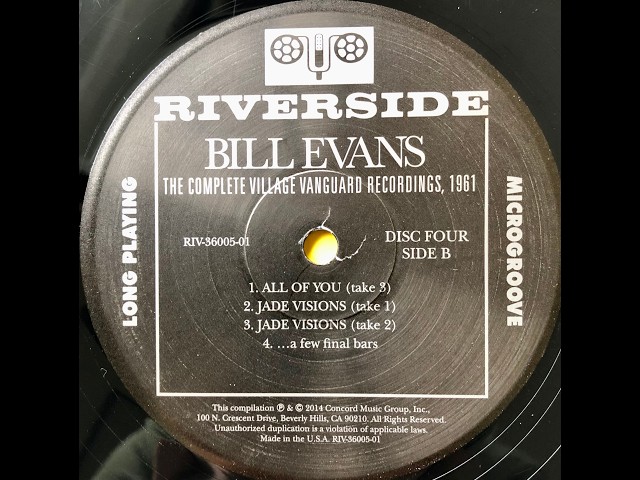 RIVERSIDE
BILL EVANS
THE COMPLETE VILLAGE VANGUARD RECORDINGS, 1961
LONG PLAYING
MICROGROOVE
RIV-36005-01
DISC FOUR
SIDE B
1. ALL OF YOU (take 3)
2. JADE VISIONS (take 1)
3. JADE VISIONS (take 2)
4. ...a few final bars
This compilation ℗ & © 2014 Concord Music Group, Inc.,
100 N. Crescent Drive, Beverly Hills, CA 90210. All Rights Reserved.
Unauthorized duplication is a violation of applicable laws.
Made in the U.S.A. RIV-36005-01